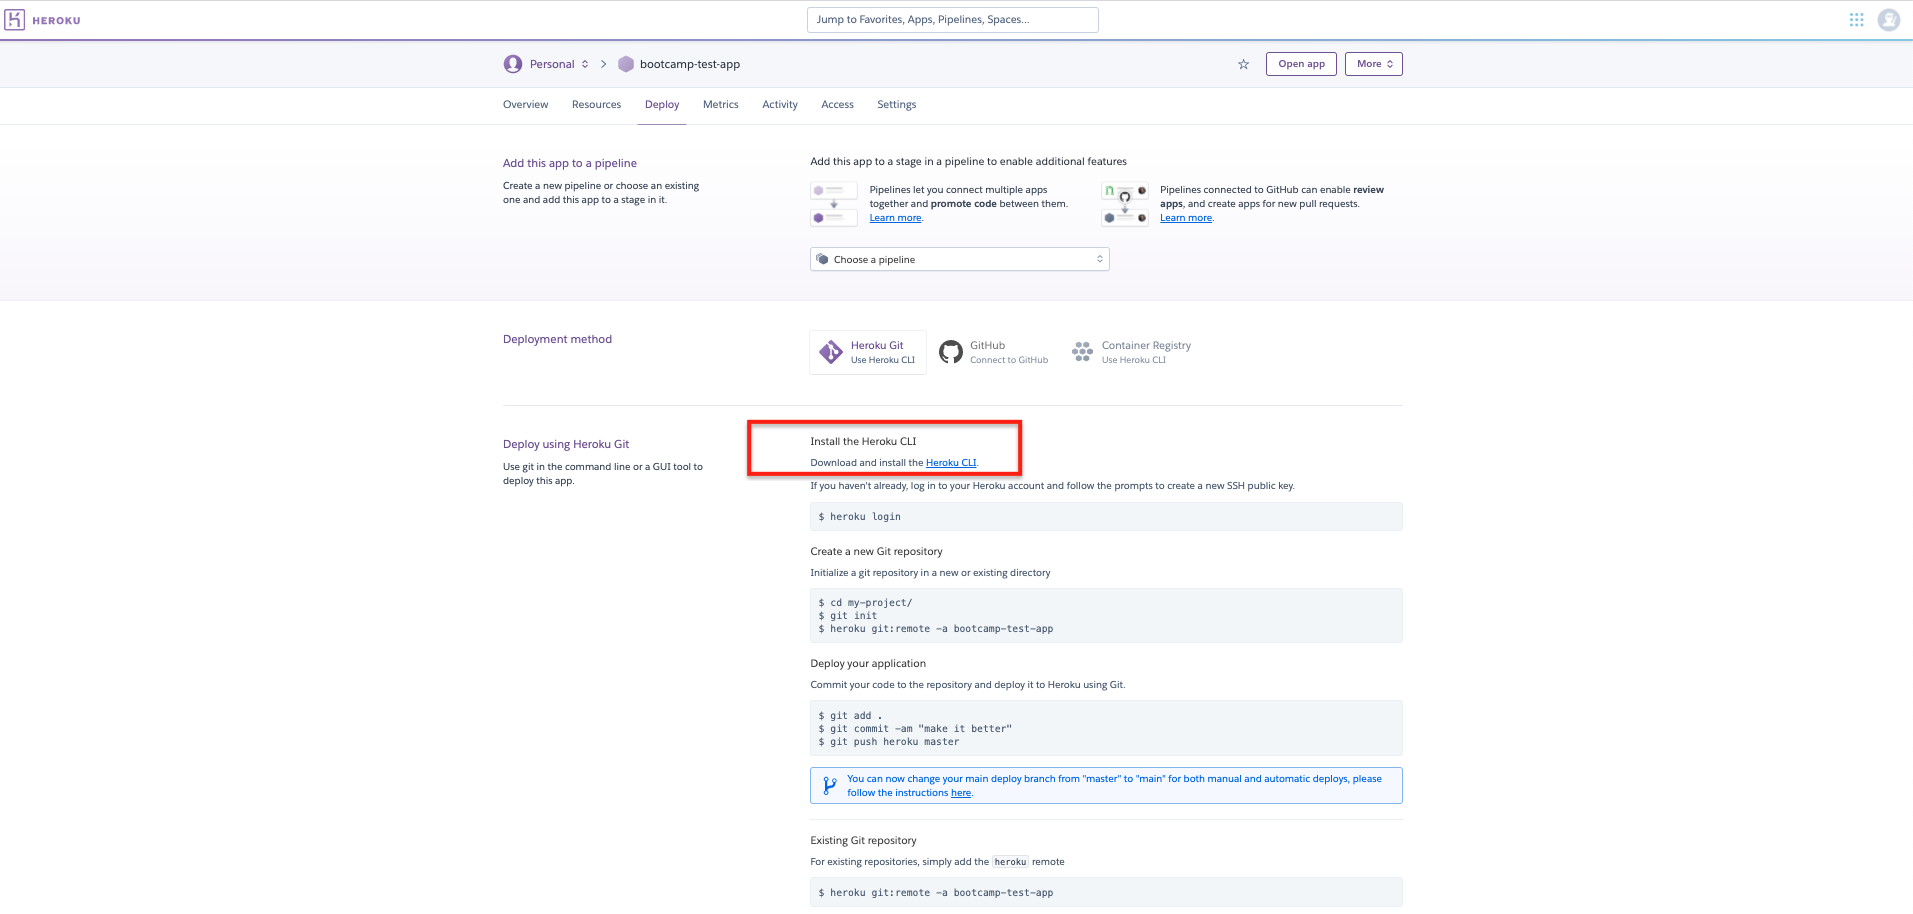 HEROKU
Jump to Favorites, Apps, Pipelines, Spaces...
Personal
bootcamp-test-app
Open app
More
Overview
Resources
Deploy
Metrics
Activity
Access
Settings
Add this app to a pipeline
Create a new pipeline or choose an existing
one and add this app to a stage in it.
Add this app to a stage in a pipeline to enable additional features
Pipelines let you connect multiple apps
together and promote code between them.
Learn more.
Pipelines connected to GitHub can enable review
apps, and create apps for new pull requests.
Learn more.
Choose a pipeline
Deployment method
Heroku Git
Use Heroku CLI
GitHub
Connect to GitHub
Container Registry
Use Heroku CLI
Deploy using Heroku Git
Use git in the command line or a GUI tool to
deploy this app.
Install the Heroku CLI
Download and install the Heroku CLI.
If you haven't already, log in to your Heroku account and follow the prompts to create a new SSH public key.
$ heroku login
Create a new Git repository
Initialize a git repository in a new or existing directory
$ cd my-project/
$ git init
$ heroku git:remote -a bootcamp-test-app
Deploy your application
Commit your code to the repository and deploy it to Heroku using Git.
$ git add .
$ git commit -am "make it better"
$ git push heroku master
You can now change your main deploy branch from "master" to "main" for both manual and automatic deploys, please
follow the instructions here.
Existing Git repository
For existing repositories, simply add the heroku remote
$ heroku git:remote -a bootcamp-test-app